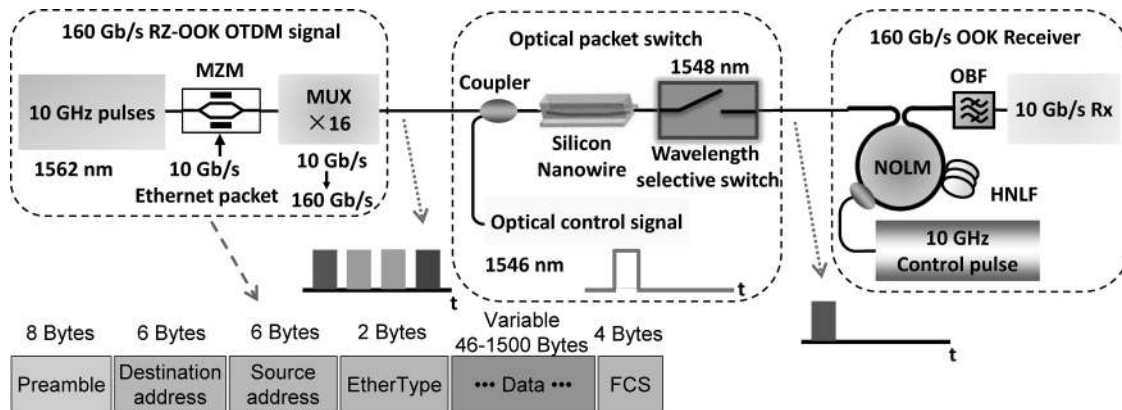 160 Gb/s RZ-OOK OTDM signal
MZM
10 GHz pulses
MUX
×16
1562 nm
10 Gb/s
Ethernet packet
10 Gb/s
160 Gb/s
Optical packet switch
Coupler
1548 nm
Silicon
Nanowire
Wavelength
selective switch
Optical control signal
1546 nm
t
t
160 Gb/s OOK Receiver
OBF
10 Gb/s Rx
NOLM
HNLF
10 GHz
Control pulse
t
8 Bytes
6 Bytes
6 Bytes
2 Bytes
Variable
46-1500 Bytes
4 Bytes
Preamble
Destination
address
Source
address
EtherType
••• Data •••
FCS